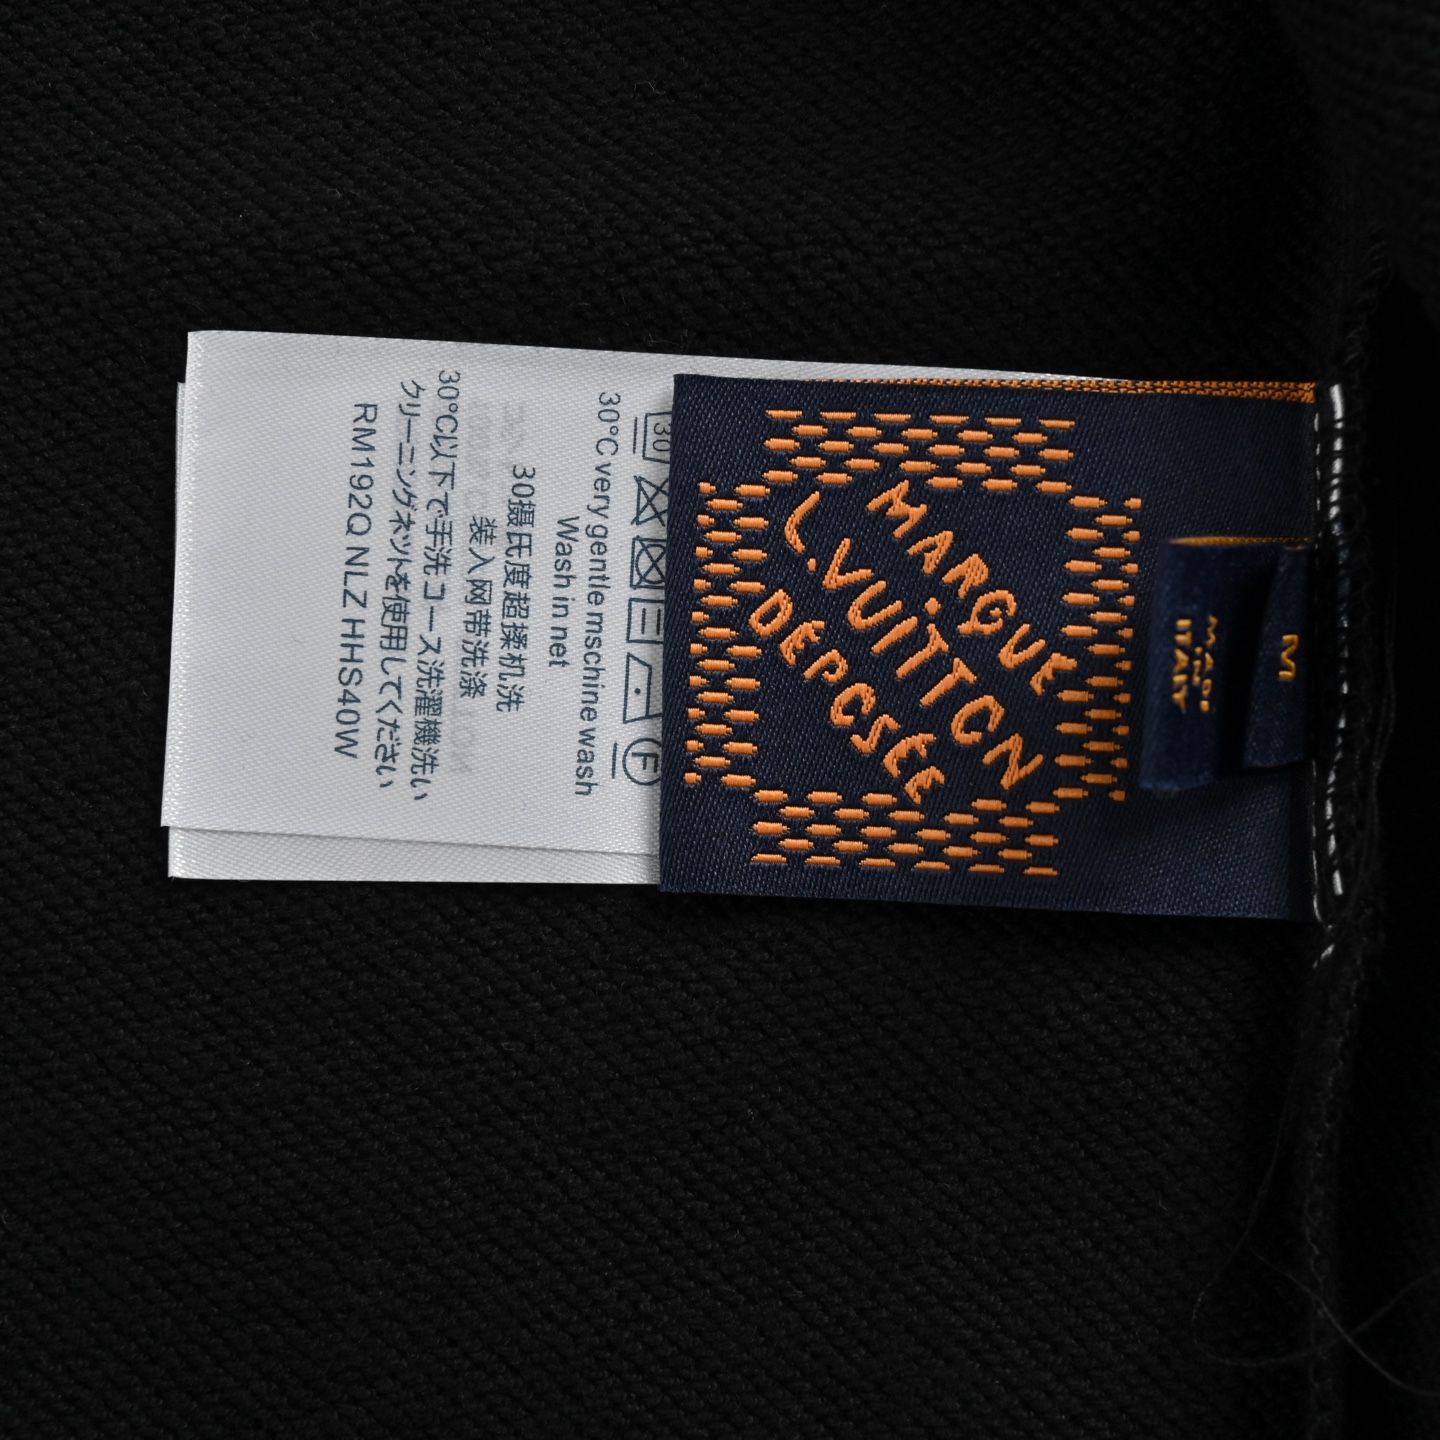 30
30°C very gentle mschine wash
Wash in net
30摄氏度超揉机洗
装入网带洗涤
30°C以下で手洗コース洗濯機洗い
クリーニングネツトを使用してください
RM192Q NLZ HHS40W
F
MARQUE
L.VUITTON
DEPOSÉE
MADE
IN
ITALY
M